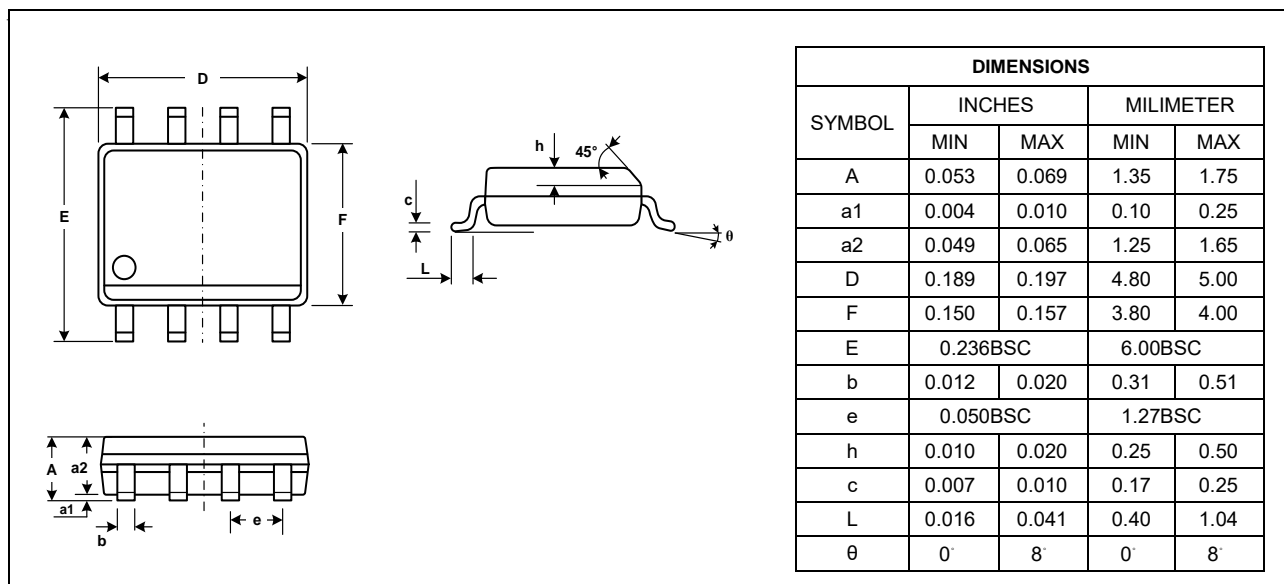 D
E
F
h
45°
c
L
θ
A
a2
a1
b
e
DIMENSIONS
SYMBOL INCHES MILIMETER
MIN MAX MIN MAX
A 0.053 0.069 1.35 1.75
a1 0.004 0.010 0.10 0.25
a2 0.049 0.065 1.25 1.65
D 0.189 0.197 4.80 5.00
F 0.150 0.157 3.80 4.00
E 0.236BSC 6.00BSC
b 0.012 0.020 0.31 0.51
e 0.050BSC 1.27BSC
h 0.010 0.020 0.25 0.50
c 0.007 0.010 0.17 0.25
L 0.016 0.041 0.40 1.04
θ 0° 8° 0° 8°